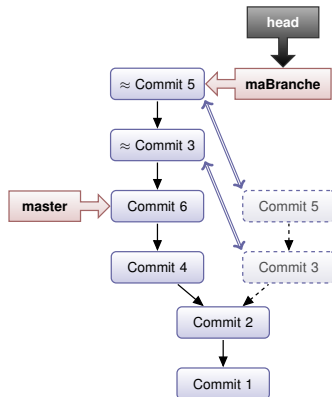 head
≈ Commit 5
maBranche
≈ Commit 3
master
Commit 6
Commit 5
Commit 4
Commit 3
Commit 2
Commit 1